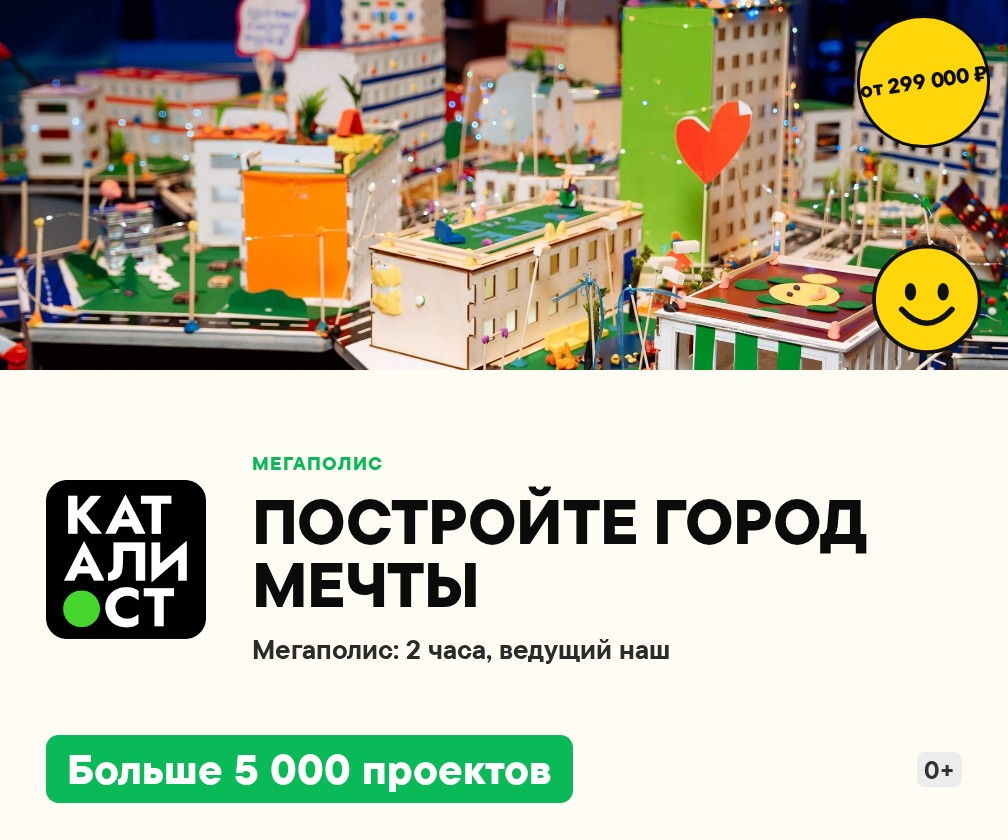 от 299 000 ₽
МЕГАПОЛИС
КАТ
АЛИ
СТ
ПОСТРОЙТЕ ГОРОД
МЕЧТЫ
Мегаполис: 2 часа, ведущий наш
Больше 5 000 проектов
0+